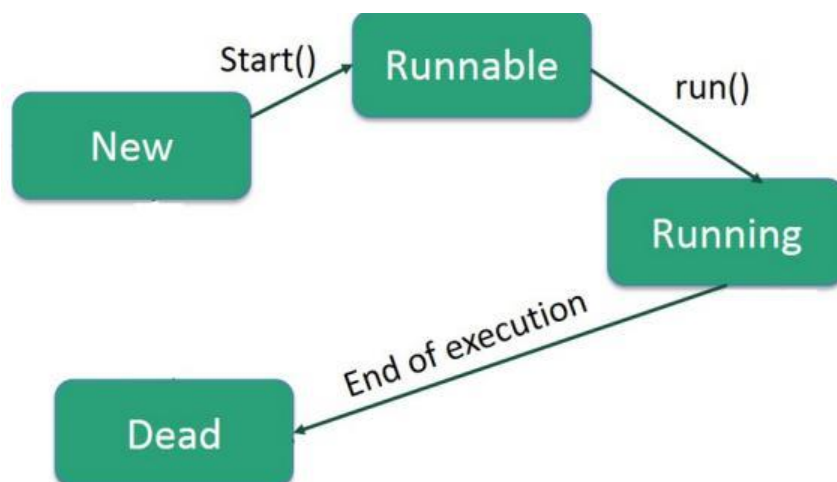 Start()
Runnable
run()
New
Running
End of execution
Dead